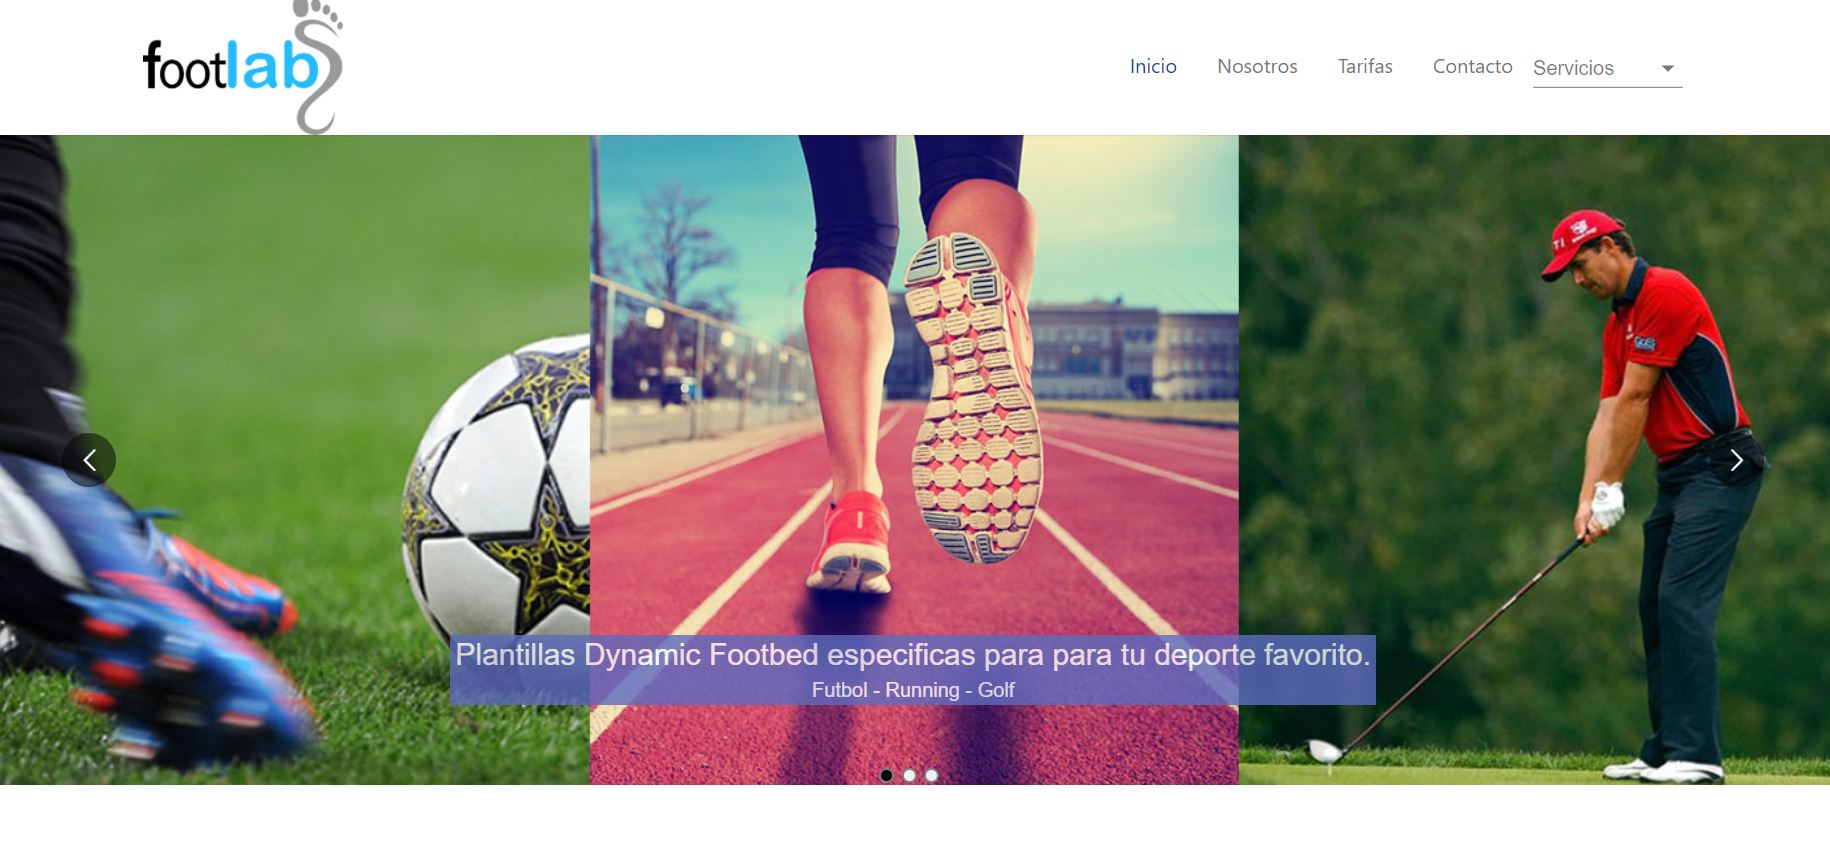 footlab
Inicio Nosotros Tarifas Contacto Servicios
Plantillas Dynamic Footbed especificas para para tu deporte favorito.
Futbol - Running - Golf